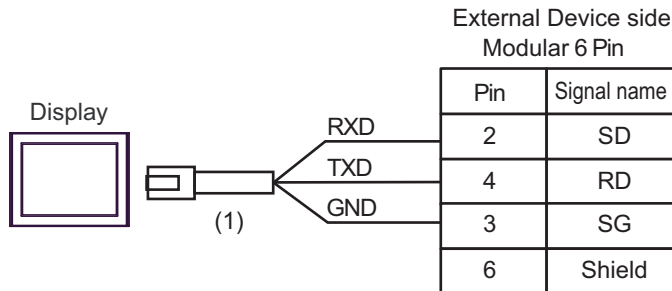 External Device side
Modular 6 Pin
Pin Signal name
Display
RXD 2 SD
TXD 4 RD
GND 3 SG
(1)
6 Shield